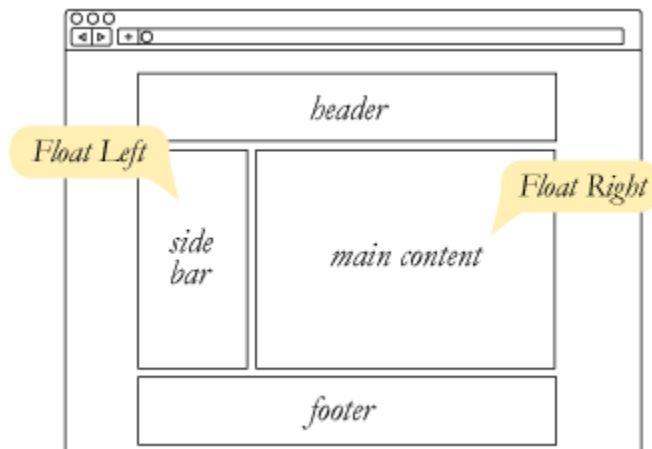 header
Float Left
Float Right
side
bar
main content
footer